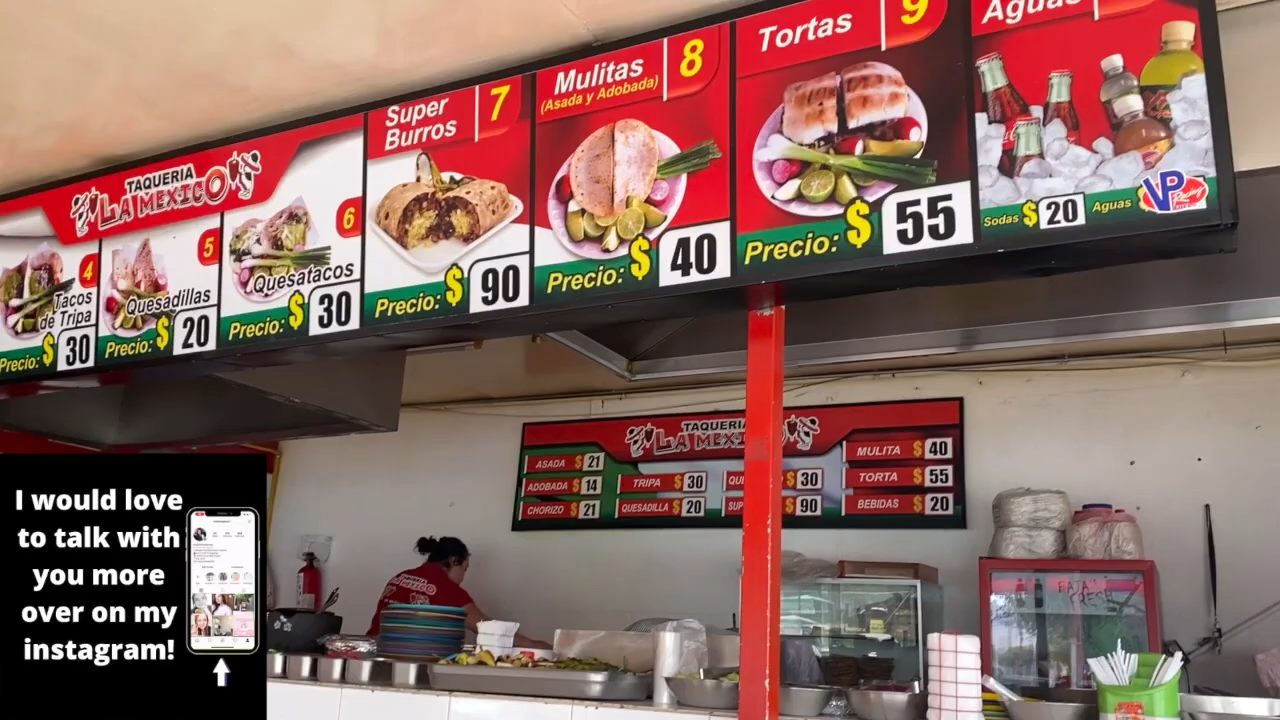 TAQUERIA
LA MEXICO
4
Tacos
de Tripa
Precio: $ 30
5
Quesadillas
Precio: $ 20
6
Quesatacos
Precio: $ 30
Super
Burros
7
Precio: $ 90
Mulitas
(Asada y Adobada)
8
Precio: $ 40
Tortas
9
Precio: $ 55
Aguas
Sodas $ 20 Aguas
VP
TAQUERIA
LA MEXICO
ASADA $ 21
ADOBADA $ 14
CHORIZO $ 21
TRIPA $ 30
QUESADILLA $ 20
$ 30
$ 90
MULITA $ 40
TORTA $ 55
BEBIDAS $ 20
I would love
to talk with
you more
over on my
instagram!